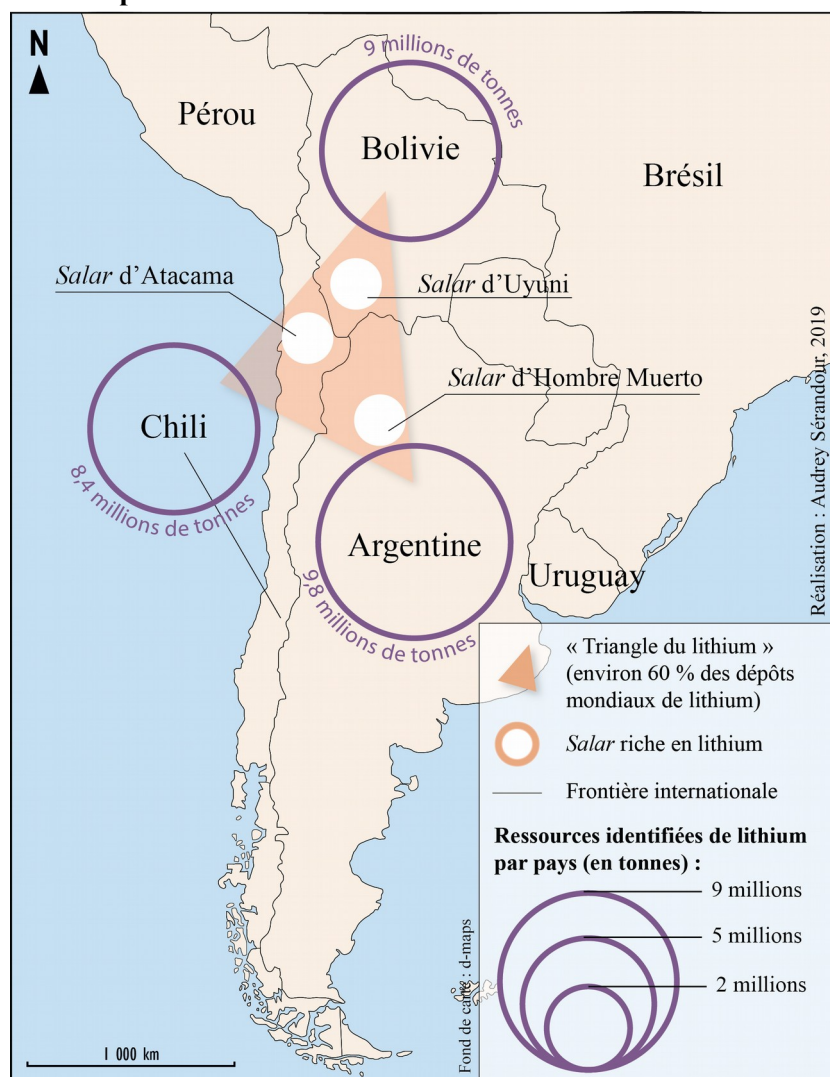 N
9 millions de tonnes
Pérou
Bolivie
Brésil
Salar d’Atacama
Salar d’Uyuni
Salar d’Hombre Muerto
Chili
8,4 millions de tonnes
Argentine
9,8 millions de tonnes
Uruguay
Réalisation : Audrey Sérandour, 2019
« Triangle du lithium »
(environ 60 % des dépôts
mondiaux de lithium)
Salar riche en lithium
Frontière internationale
Ressources identifiées de lithium
par pays (en tonnes) :
9 millions
5 millions
2 millions
Fond de carte : d-maps
1 000 km